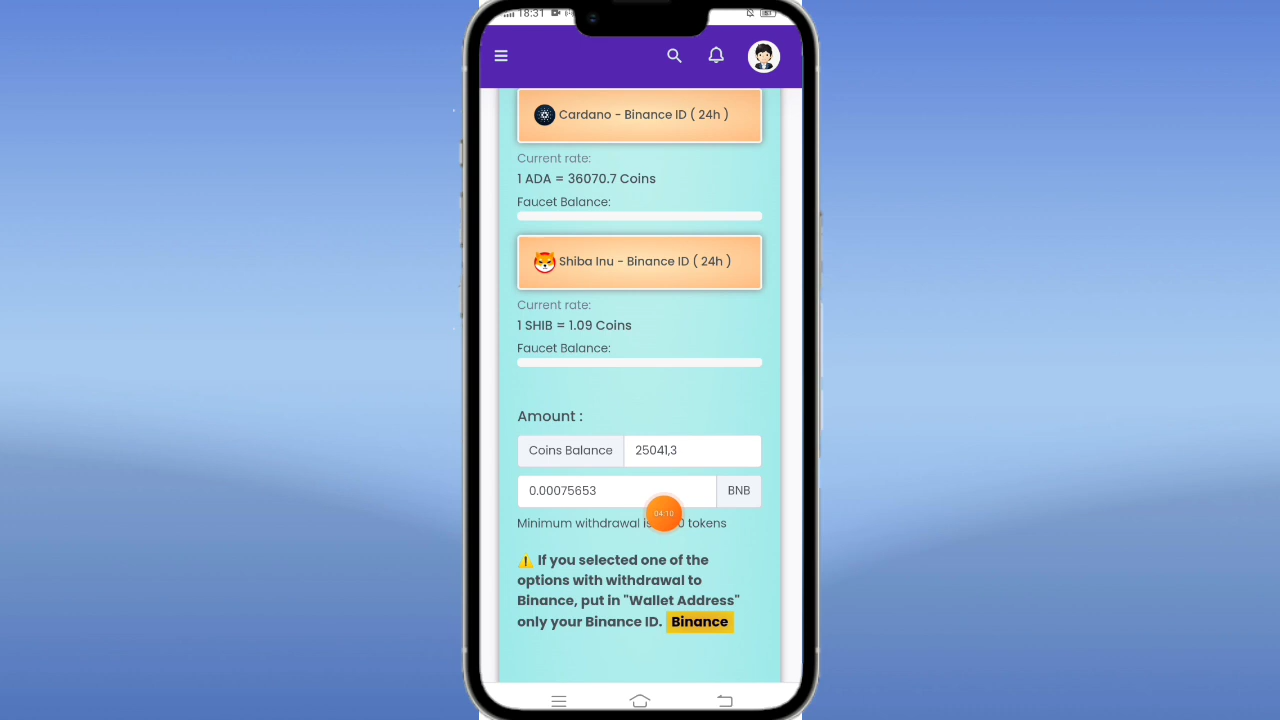 18:31
Cardano - Binance ID ( 24h )
Current rate:
1 ADA = 36070.7 Coins
Faucet Balance:
Shiba Inu - Binance ID ( 24h )
Current rate:
1 SHIB = 1.09 Coins
Faucet Balance:
Amount :
Coins Balance 25041,3
0.00075653 BNB
04:10
Minimum withdrawal 0 tokens
⚠️ If you selected one of the
options with withdrawal to
Binance, put in "Wallet Address"
only your Binance ID. Binance